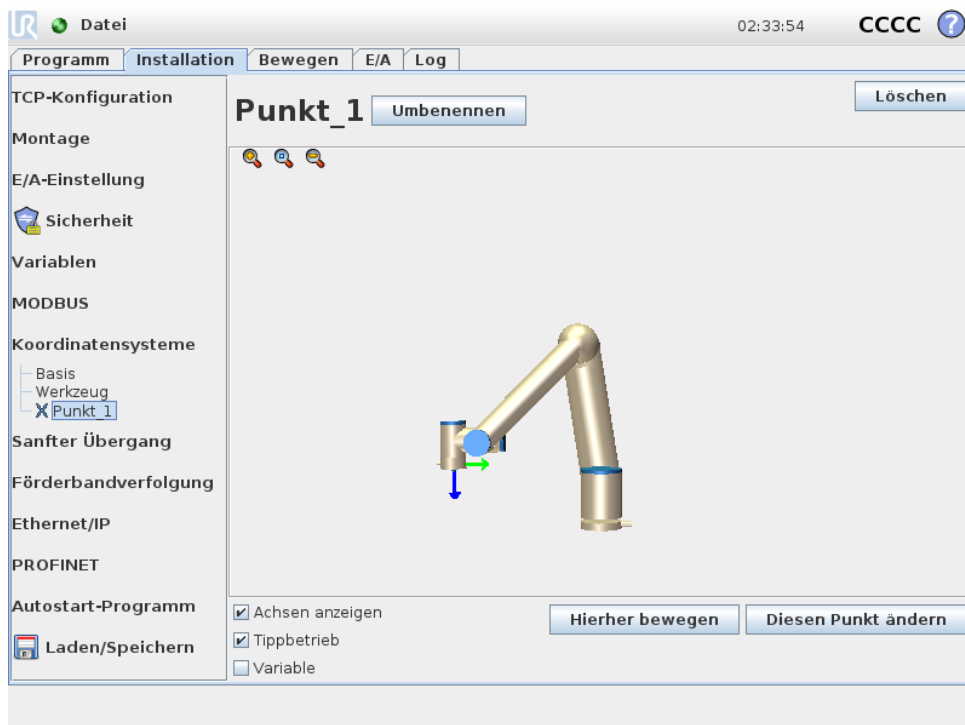 UR Datei 02:33:54 CCCC ?
Programm Installation Bewegen E/A Log
TCP-Konfiguration
Montage
E/A-Einstellung
Sicherheit
Variablen
MODBUS
Koordinatensysteme
Basis
Werkzeug
Punkt_1
Sanfter Übergang
Förderbandverfolgung
Ethernet/IP
PROFINET
Autostart-Programm
Laden/Speichern
Punkt_1 Umbenennen Löschen
Achsen anzeigen
Tippbetrieb
Variable
Hierher bewegen Diesen Punkt ändern